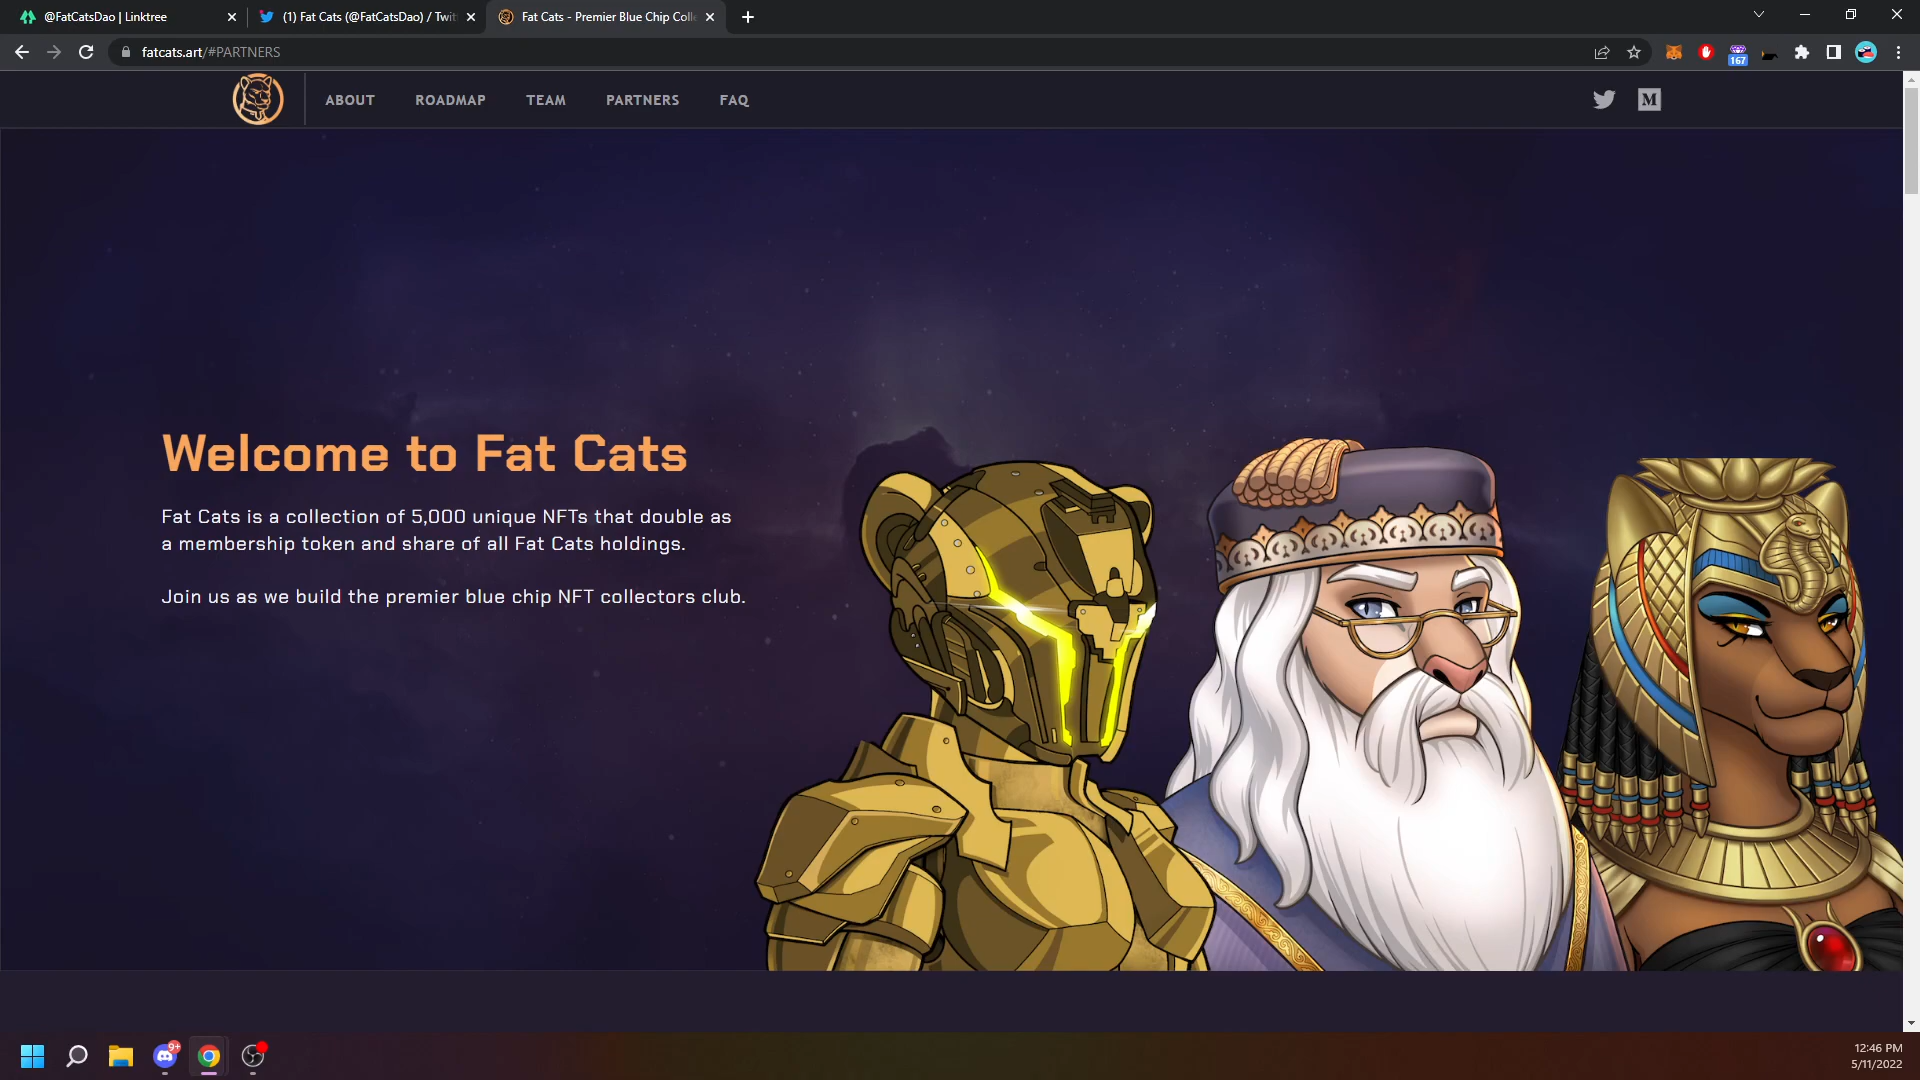 @FatCatsDao | Linktree
(1) Fat Cats (@FatCatsDao) / Twit
Fat Cats - Premier Blue Chip Coll
fatcats.art/#PARTNERS
167
ABOUT
ROADMAP
TEAM
PARTNERS
FAQ
M
Welcome to Fat Cats
Fat Cats is a collection of 5,000 unique NFTs that double as
a membership token and share of all Fat Cats holdings.
Join us as we build the premier blue chip NFT collectors club.
9+
12:46 PM
5/11/2022